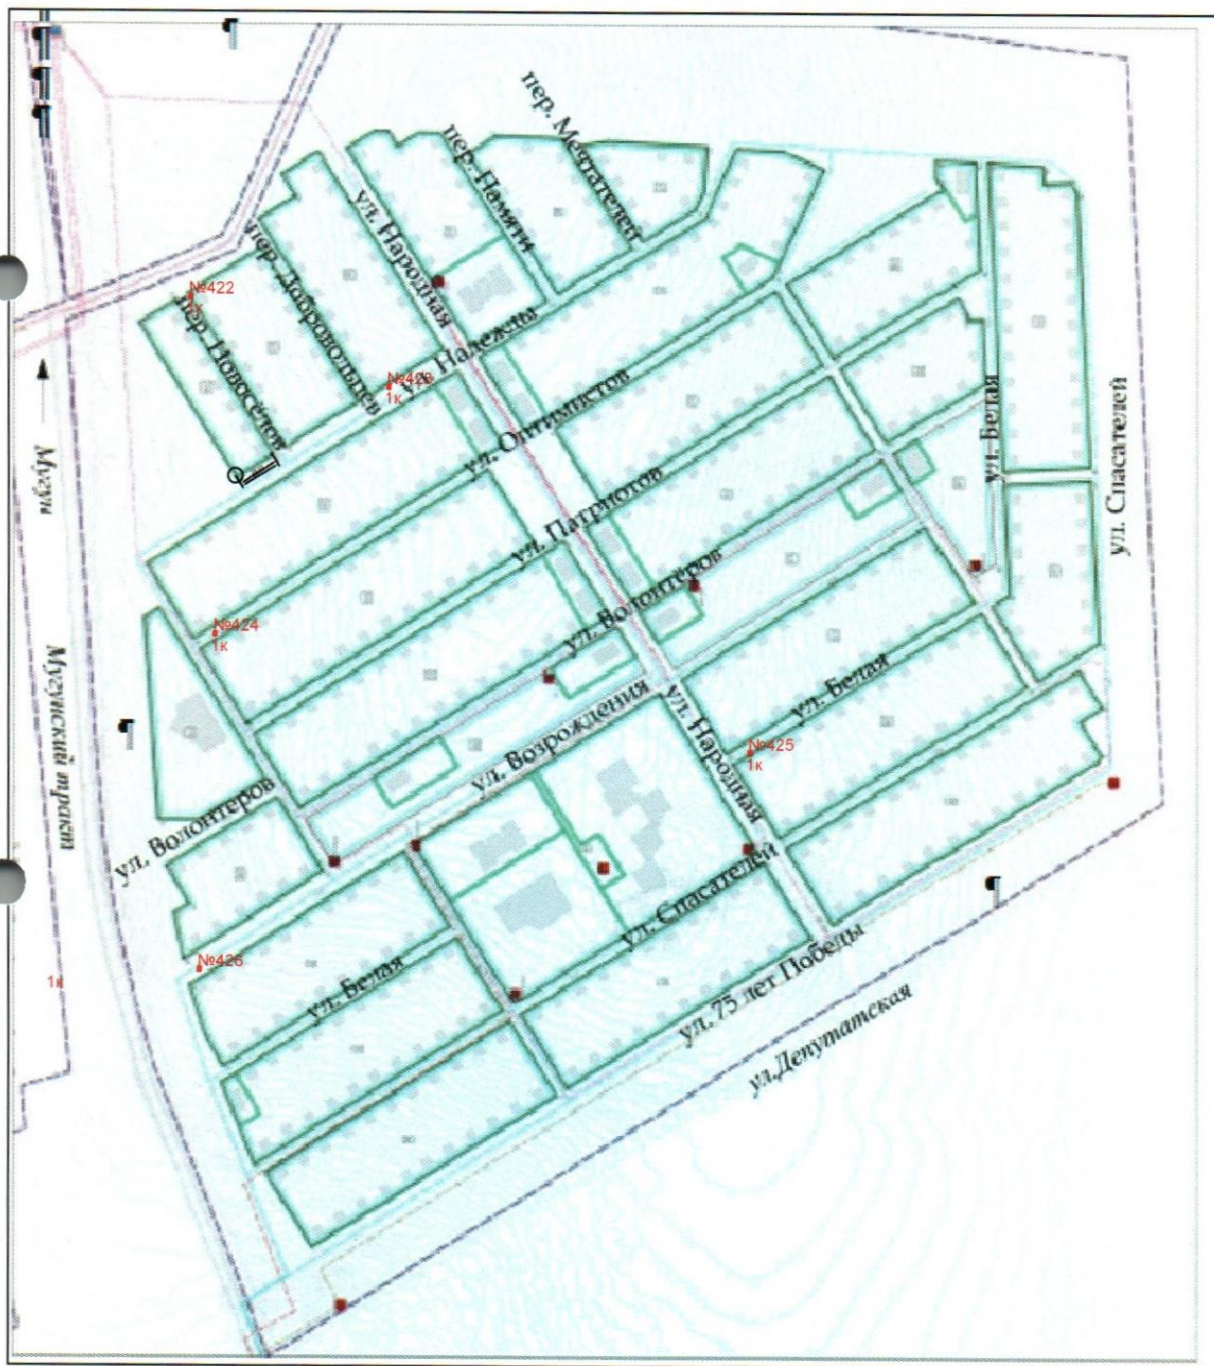 пер. Мечтателей
пер. Памяти
ул. Народная
пер. Добровольцев
№422
пер. Новоселов
ул. Надежды
№423
1к
ул. Оптимистов
ул. Белая
ул. Спасателей
Мугун
ул. Патриотов
ул. Волонтеров
№424
1к
Мугунский тракт
ул. Белая
ул. Возрождения
ул. Народная
№425
1к
ул. Волонтеров
ул. Спасателей
№426
1к
ул. Белая
ул. 75 лет Победы
ул.Депутатская